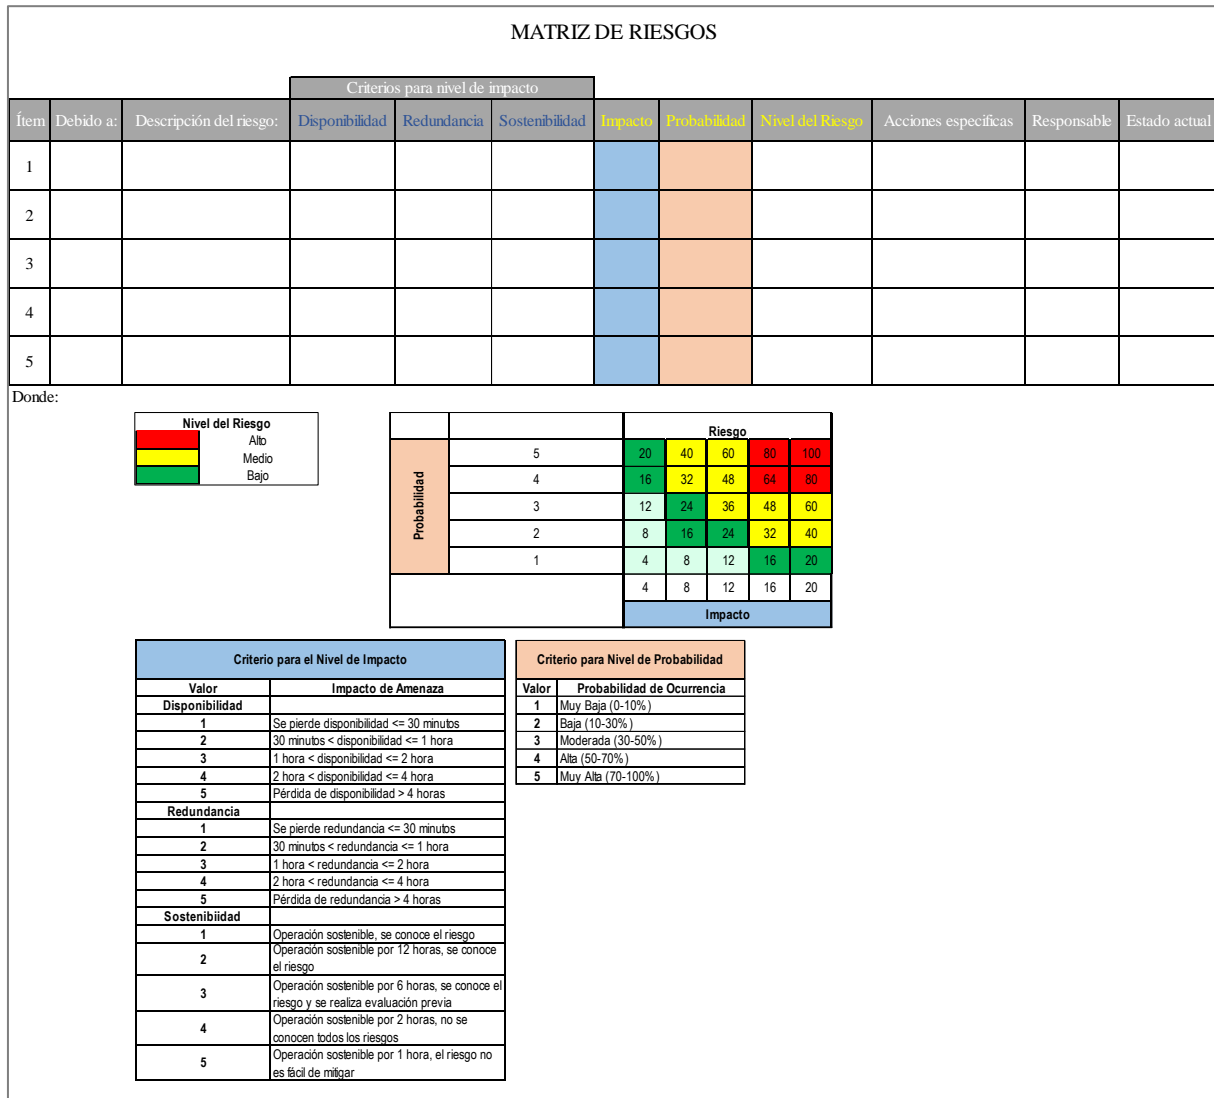 MATRIZ DE RIESGOS
Criterios para nivel de impacto
Ítem Debido a: Descripción del riesgo: Disponibilidad Redundancia Sostenibilidad Impacto Probabilidad Nivel del Riesgo Acciones especificas Responsable Estado actual
1
2
3
4
5
Donde:
Nivel del Riesgo
Alto
Medio
Bajo
Riesgo
Probabilidad
5 20 40 60 80 100
4 16 32 48 64 80
3 12 24 36 48 60
2 8 16 24 32 40
1 4 8 12 16 20
4 8 12 16 20
Impacto
Criterio para el Nivel de Impacto
Valor Impacto de Amenaza
Disponibilidad
1 Se pierde disponibilidad <= 30 minutos
2 30 minutos < disponibilidad <= 1 hora
3 1 hora < disponibilidad <= 2 hora
4 2 hora < disponibilidad <= 4 hora
5 Pérdida de disponibilidad > 4 horas
Redundancia
1 Se pierde redundancia <= 30 minutos
2 30 minutos < redundancia <= 1 hora
3 1 hora < redundancia <= 2 hora
4 2 hora < redundancia <= 4 hora
5 Pérdida de redundancia > 4 horas
Sostenibiidad
1 Operación sostenible, se conoce el riesgo
2 Operación sostenible por 12 horas, se conoce
el riesgo
3 Operación sostenible por 6 horas, se conoce el
riesgo y se realiza evaluación previa
4 Operación sostenible por 2 horas, no se
conocen todos los riesgos
5 Operación sostenible por 1 hora, el riesgo no
es fácil de mitigar
Criterio para Nivel de Probabilidad
Valor Probabilidad de Ocurrencia
1 Muy Baja (0-10%)
2 Baja (10-30%)
3 Moderada (30-50%)
4 Alta (50-70%)
5 Muy Alta (70-100%)